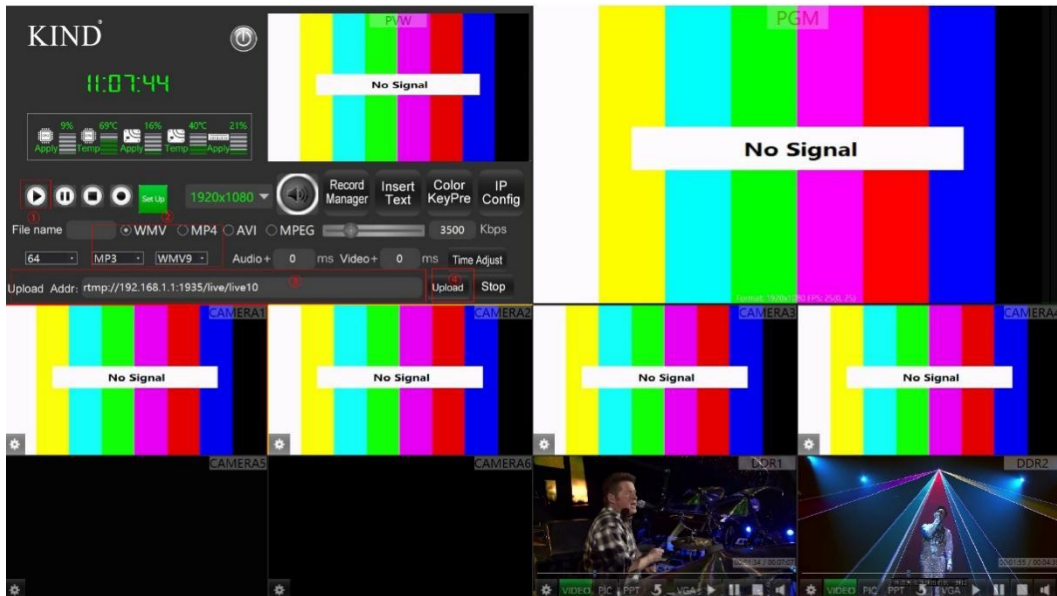 KIND
PVW
PGM
11:07:44
No Signal
9% 69℃ 16% 40℃ 21%
Apply Temp Apply Temp Apply
No Signal
Set Up
1920x1080
Record Manager
Insert Text
Color KeyPre
IP Config
① ②
File name WMV MP4 AVI MPEG 3500 Kbps
64 MP3 WMV9 Audio+ 0 ms Video+ 0 ms Time Adjust
③ ④
Upload Addr: rtmp://192.168.1.1:1935/live/live10 Upload Stop
CAMERA1 CAMERA2 CAMERA3 CAMERA4
No Signal No Signal No Signal No Signal
CAMERA5 CAMERA6 DDR1 DDR2
VIDEO PIC PPT VGA VIDEO PIC PPT VGA